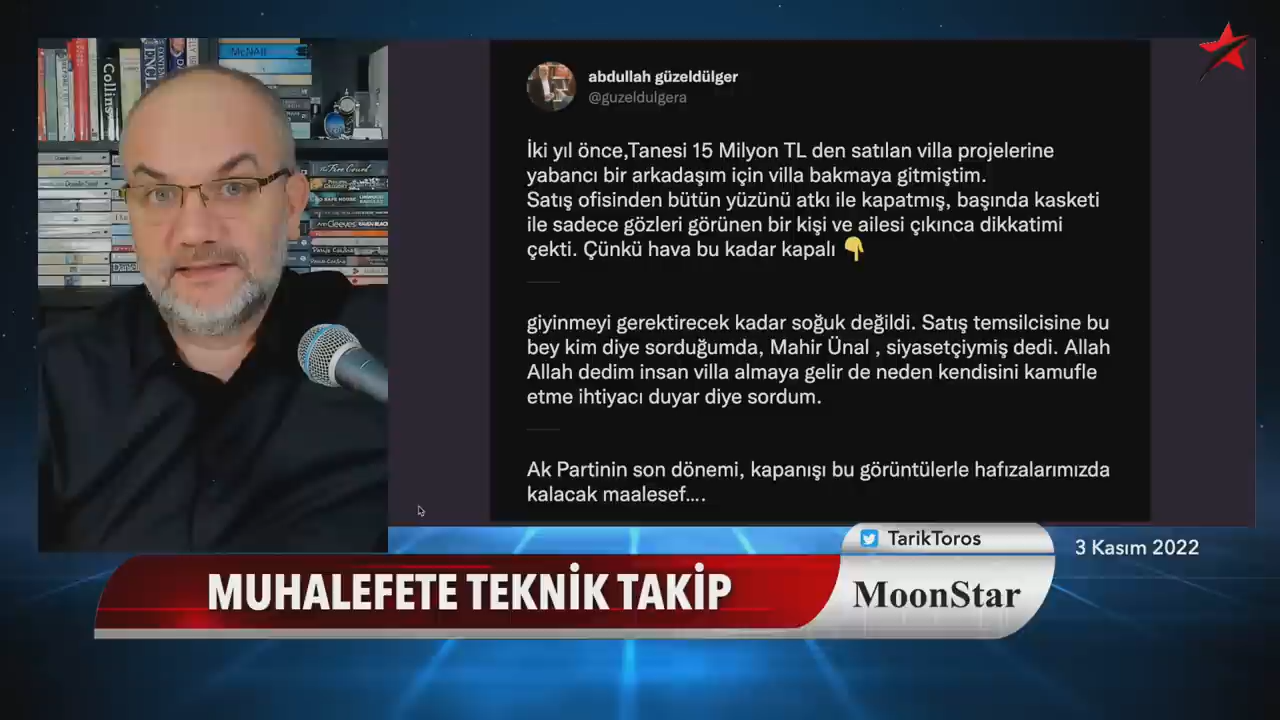 abdullah güzeldülger
@guzeldulgera
İki yıl önce,Tanesi 15 Milyon TL den satılan villa projelerine
yabancı bir arkadaşım için villa bakmaya gitmiştim.
Satış ofisinden bütün yüzünü atkı ile kapatmış, başında kasketi
ile sadece gözleri görünen bir kişi ve ailesi çıkınca dikkatimi
çekti. Çünkü hava bu kadar kapalı 👇
giyinmeyi gerektirecek kadar soğuk değildi. Satış temsilcisine bu
bey kim diye sorduğumda, Mahir Ünal , siyasetçiymiş dedi. Allah
Allah dedim insan villa almaya gelir de neden kendisini kamufle
etme ihtiyacı duyar diye sordum.
Ak Partinin son dönemi, kapanışı bu görüntülerle hafızalarımızda
kalacak maalesef....
TarikToros
3 Kasım 2022
MUHALEFETE TEKNİK TAKİP
MoonStar
Collins
McNAB
Ann Cleeves